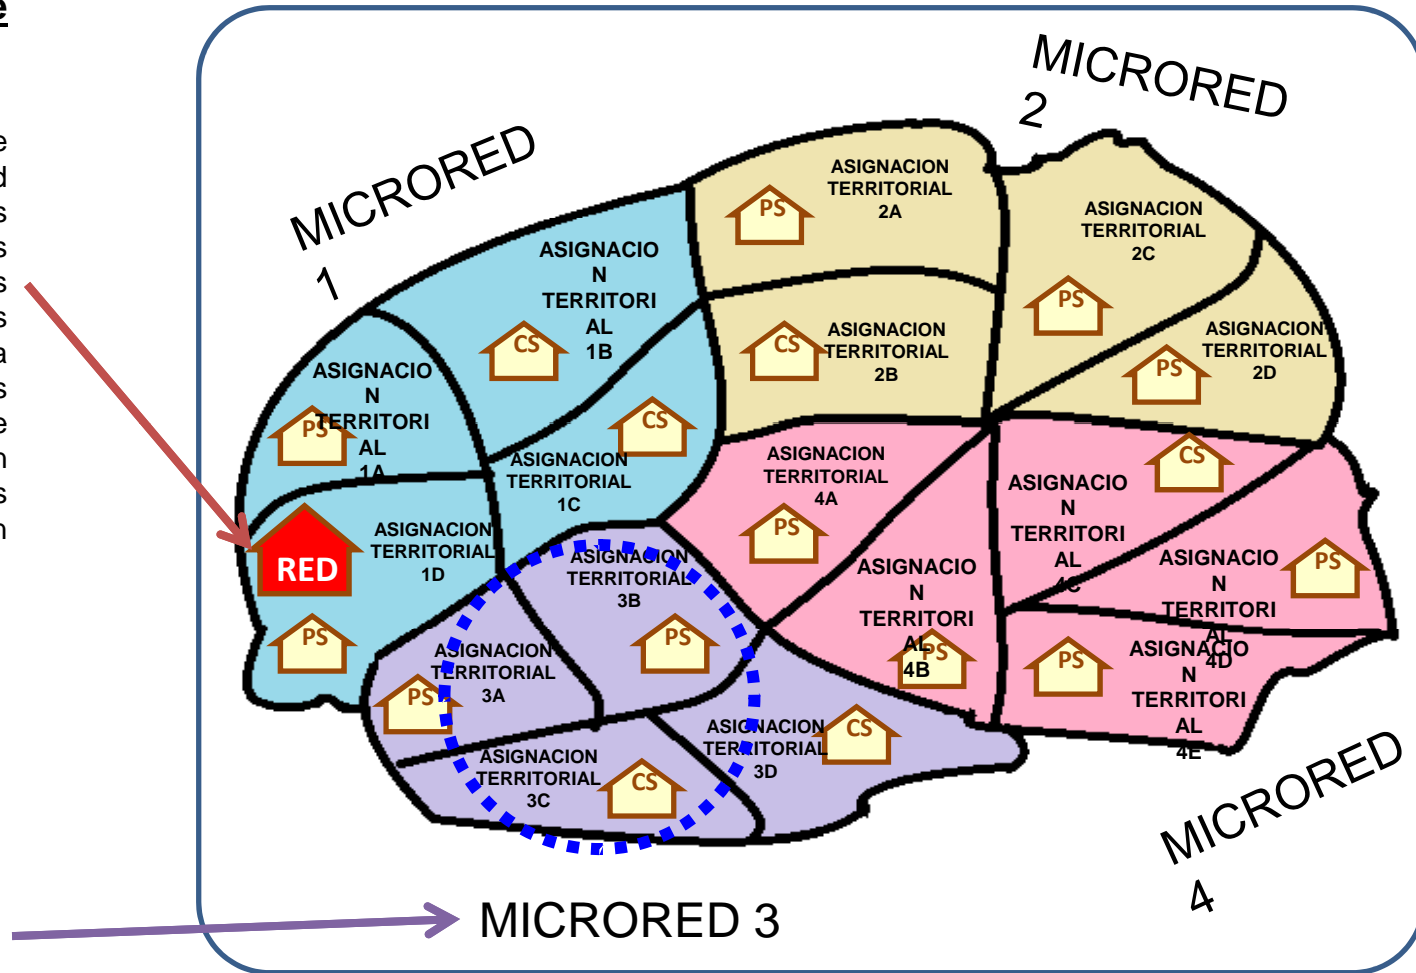 e
e
d
s
s
s
s
a
s
e
n
s
n
MICRORED
1
MICRORED
2
ASIGNACION
TERRITORIAL
2A
PS
ASIGNACION
TERRITORIAL
2C
PS
ASIGNACIO
N
TERRITORI
AL
1B
CS
ASIGNACION
TERRITORIAL
2B
CS
ASIGNACION
TERRITORIAL
2D
PS
ASIGNACIO
N
TERRITORI
AL
1A
PS
ASIGNACION
TERRITORIAL
1C
CS
ASIGNACION
TERRITORIAL
4A
PS
ASIGNACIO
N
TERRITORI
AL
4C
CS
ASIGNACION
TERRITORIAL
1D
RED
PS
ASIGNACION
TERRITORIAL
3B
PS
ASIGNACIO
N
TERRITORI
AL
4B
PS
ASIGNACIO
N
TERRITORI
AL
4D
PS
ASIGNACION
TERRITORIAL
3A
PS
ASIGNACIO
N
TERRITORI
AL
4E
PS
ASIGNACION
TERRITORIAL
3C
CS
ASIGNACION
TERRITORIAL
3D
CS
MICRORED
4
MICRORED 3